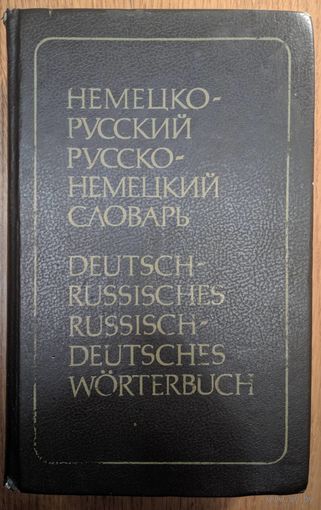 НЕМЕЦКО-
РУССКИЙ
РУССКО-
НЕМЕЦКИЙ
СЛОВАРЬ
DEUTSCH-
RUSSISCHES
RUSSISCH-
DEUTSCHES
WÖRTERBUCH